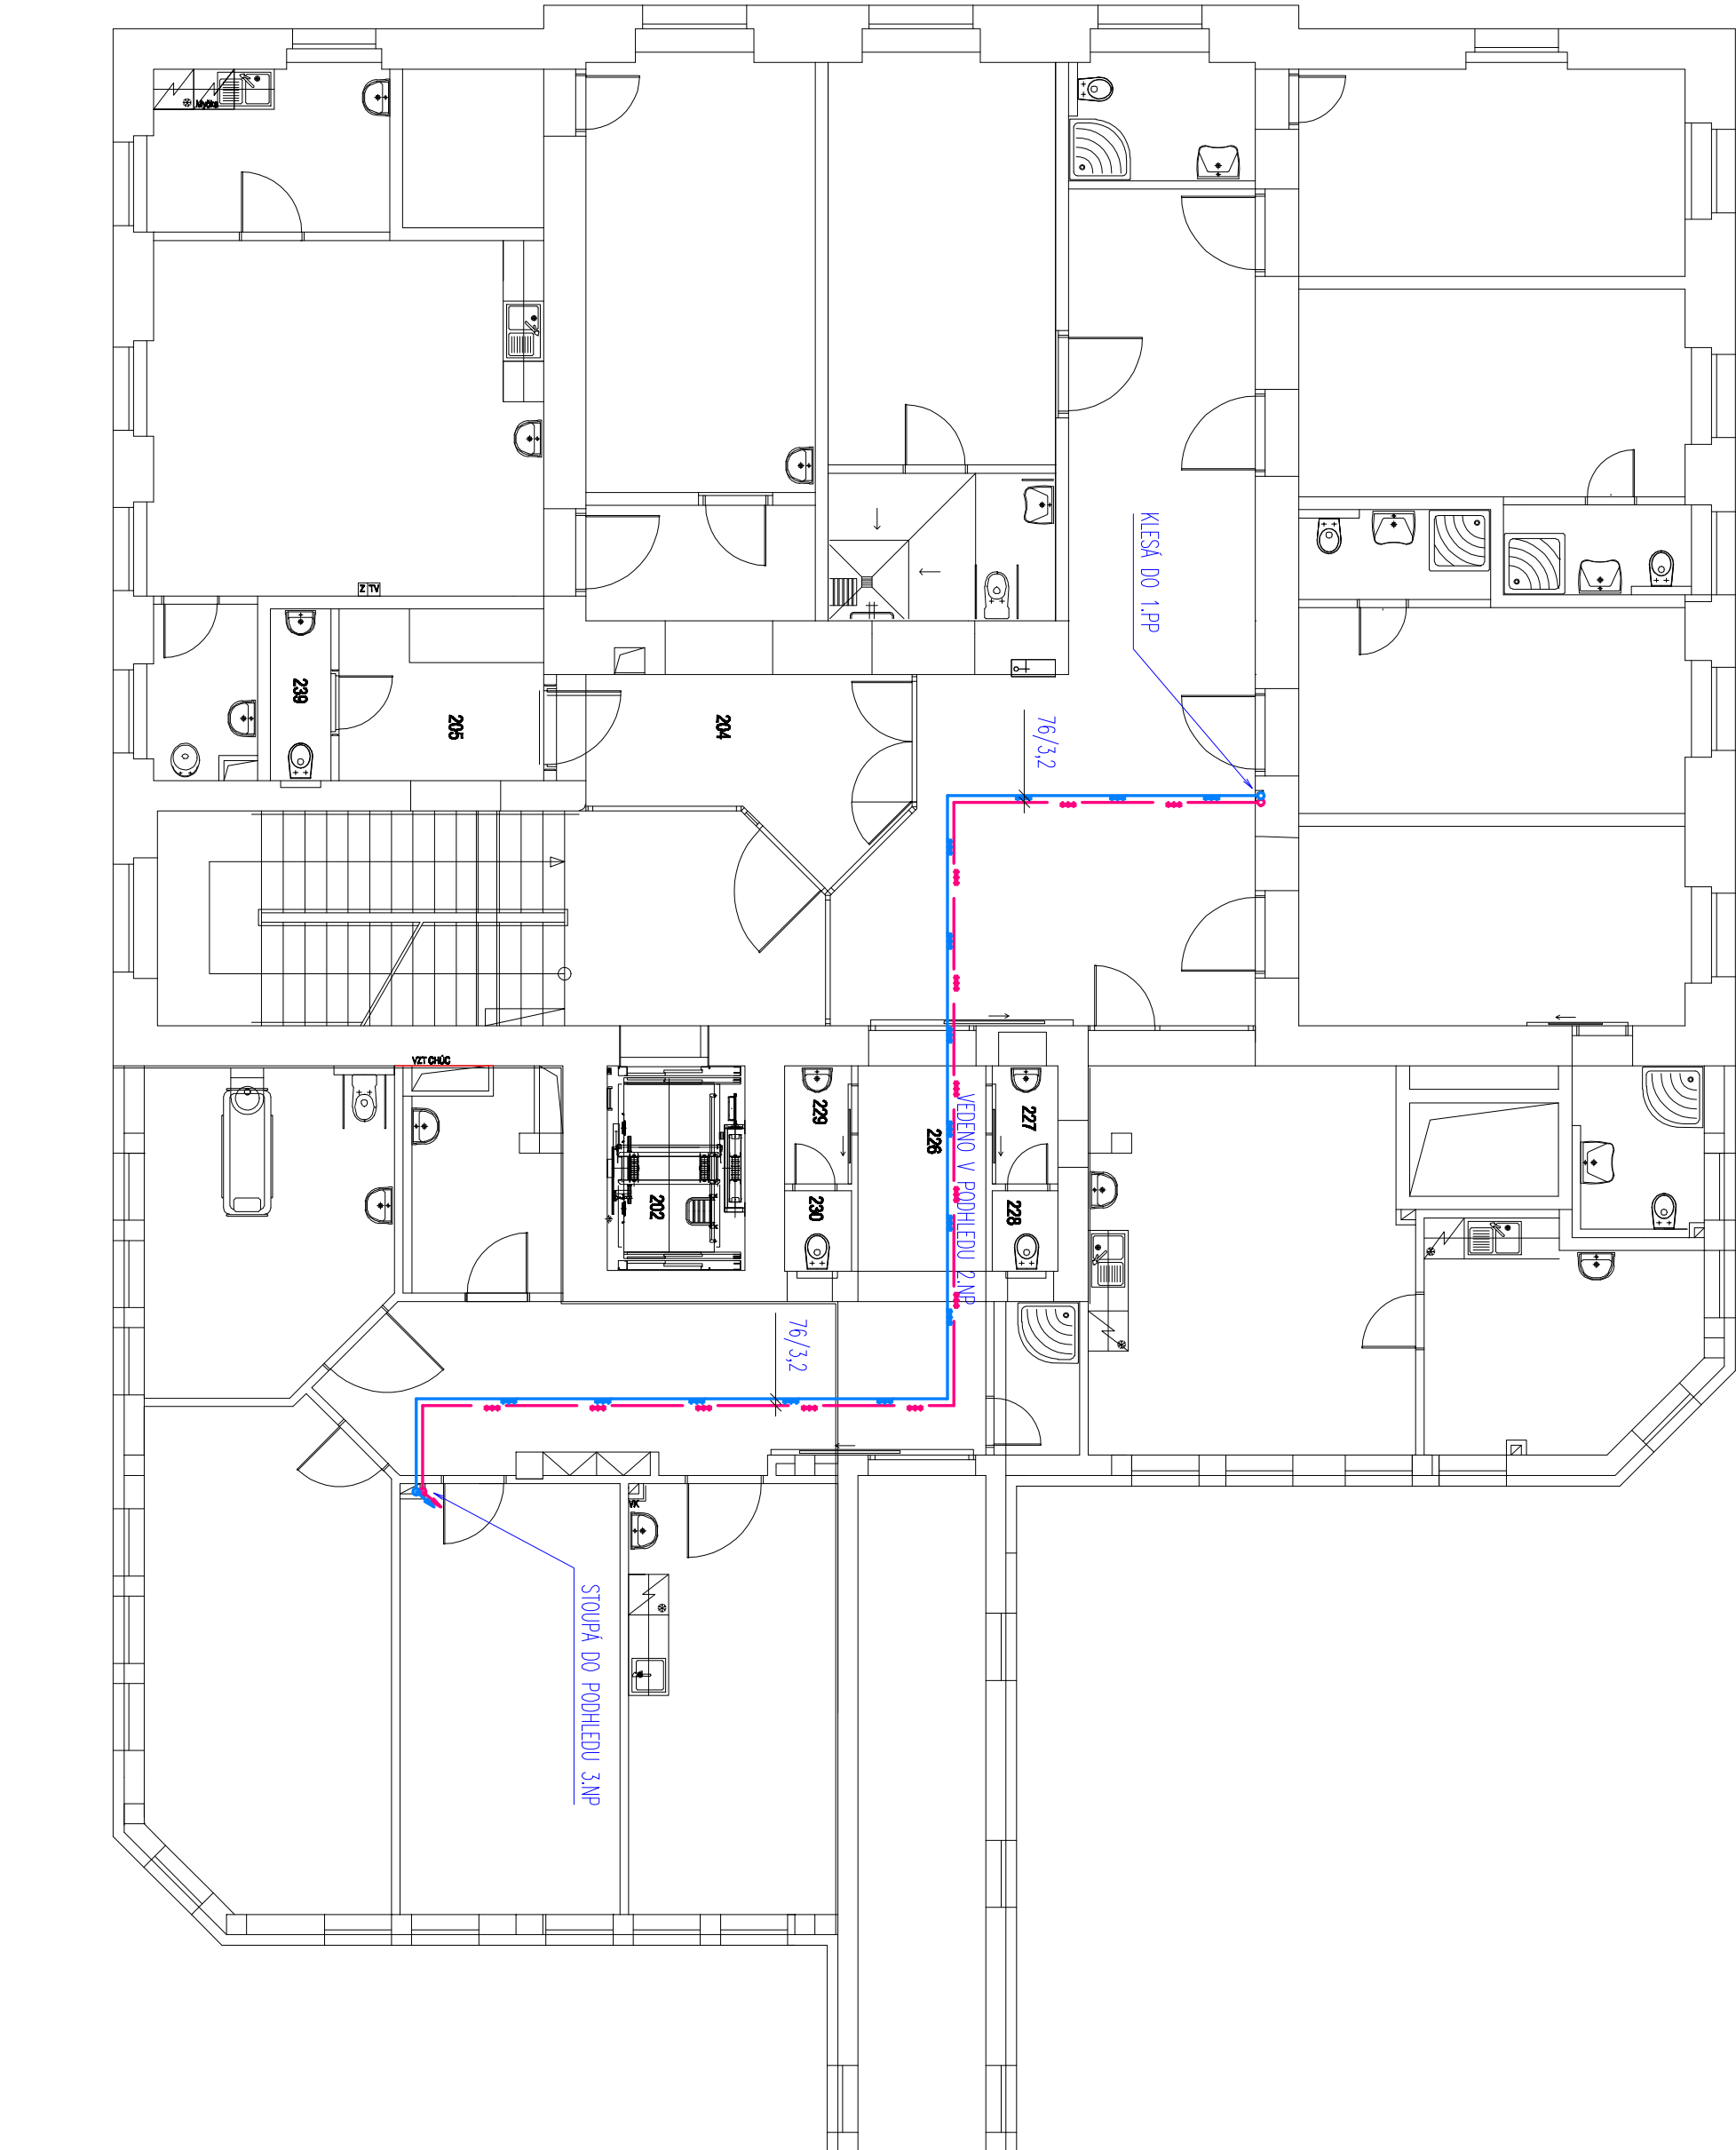 Myčka
Z TV
KLESÁ DO 1.PP
239
205
204
76/3,2
VZT CHÚC
229
226
VEDENO V PODHLEDU 2.NP
227
202
230
228
76/3,2
VK
STOUPÁ DO PODHLEDU 3.NP